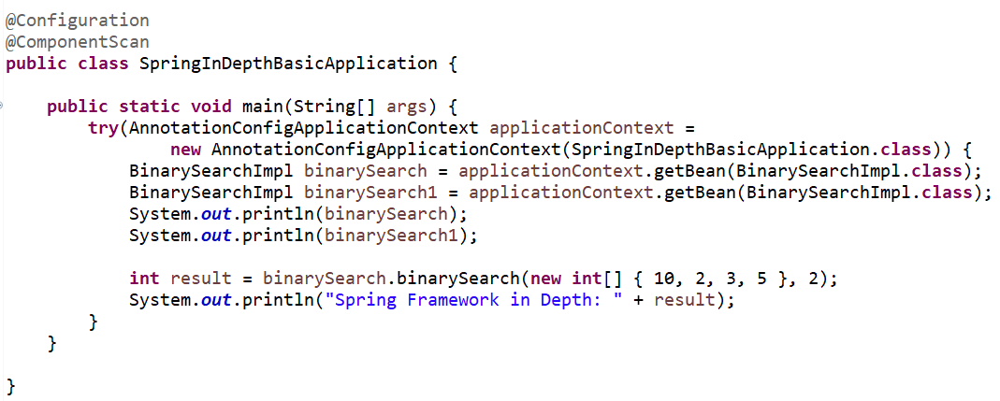 @Configuration
@ComponentScan
public class SpringInDepthBasicApplication {
public static void main(String[] args) {
try(AnnotationConfigApplicationContext applicationContext =
new AnnotationConfigApplicationContext(SpringInDepthBasicApplication.class)) {
BinarySearchImpl binarySearch = applicationContext.getBean(BinarySearchImpl.class);
BinarySearchImpl binarySearch1 = applicationContext.getBean(BinarySearchImpl.class);
System.out.println(binarySearch);
System.out.println(binarySearch1);
int result = binarySearch.binarySearch(new int[] { 10, 2, 3, 5 }, 2);
System.out.println("Spring Framework in Depth: " + result);
}
}
}